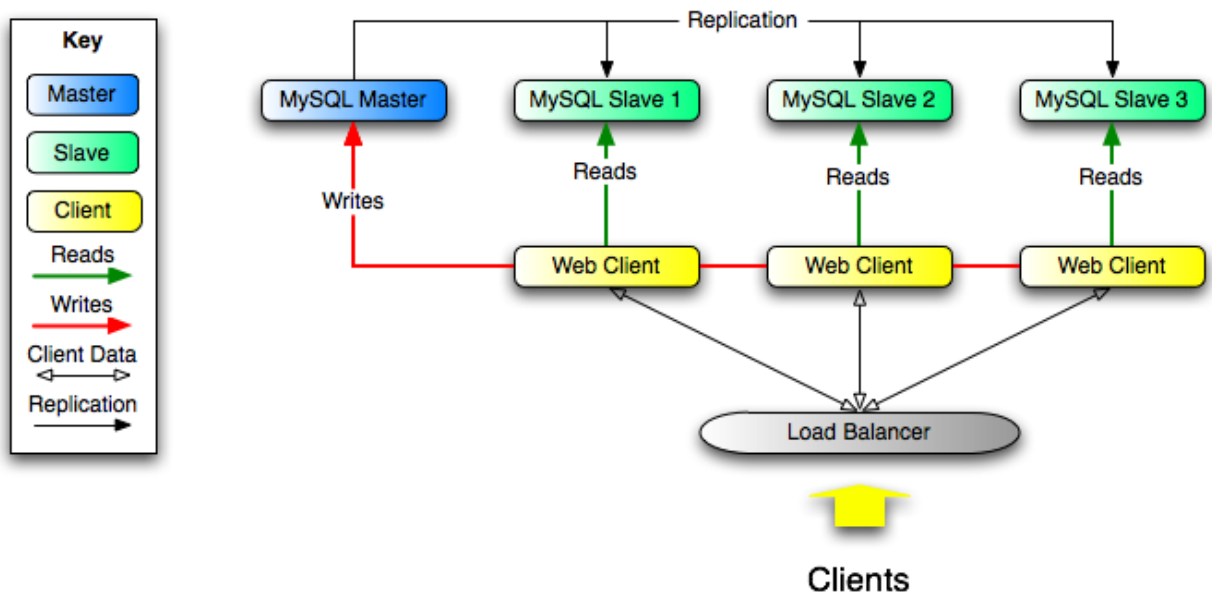 Key
Master
Slave
Client
Reads
Writes
Client Data
Replication
Replication
MySQL Master
MySQL Slave 1
MySQL Slave 2
MySQL Slave 3
Writes
Reads
Reads
Reads
Web Client
Web Client
Web Client
Load Balancer
Clients